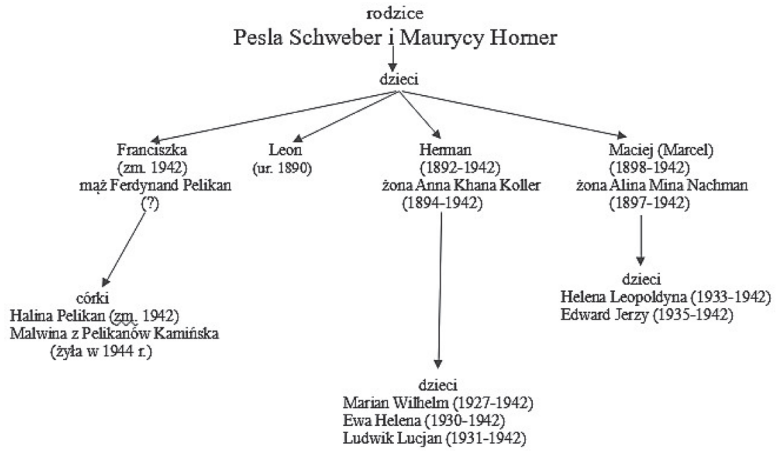 rodzice
Pesla Schweber i Maurycy Horner
dzieci
Franciszka
(zm. 1942)
mąż Ferdynand Pelikan
(?)
Leon
(ur. 1890)
Herman
(1892-1942)
żona Anna Khana Koller
(1894-1942)
Maciej (Marcel)
(1898-1942)
żona Alina Mina Nachman
(1897-1942)
córki
Halina Pelikan (zm. 1942)
Malwina z Pelikanów Kamińska
(żyła w 1944 r.)
dzieci
Marian Wilhelm (1927-1942)
Ewa Helena (1930-1942)
Ludwik Lucjan (1931-1942)
dzieci
Helena Leopoldyna (1933-1942)
Edward Jerzy (1935-1942)